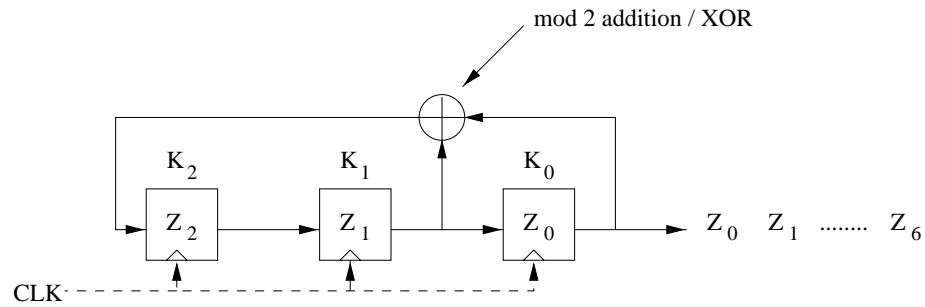 mod 2 addition / XOR
K₂ K₁ K₀
Z₂ Z₁ Z₀ Z₀ Z₁ ........ Z₆
CLK